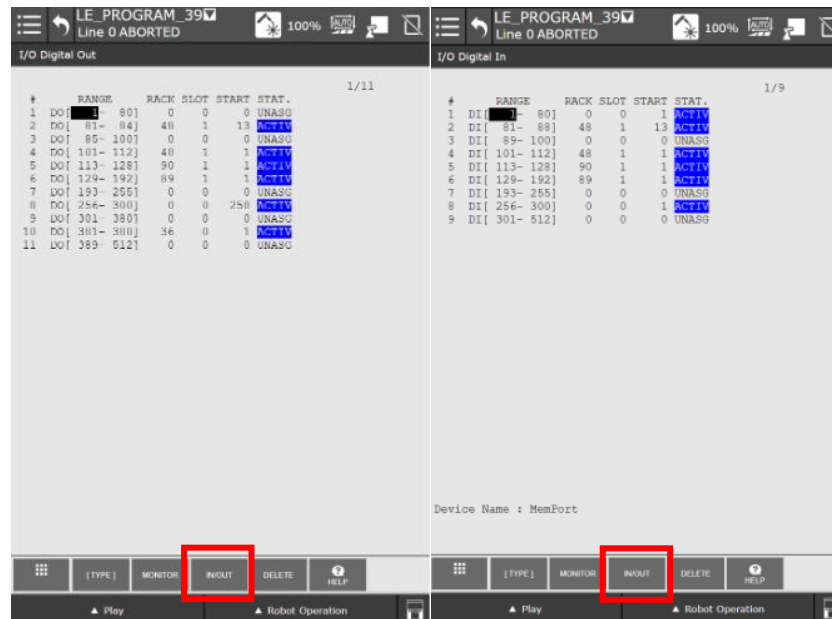 LE_PROGRAM_39
Line 0 ABORTED
100%
AUTO
I/O Digital Out
1/11
# RANGE RACK SLOT START STAT.
1 DO[ 1- 80] 0 0 0 UNASG
2 DO[ 81- 84] 48 1 13 ACTIV
3 DO[ 85- 100] 0 0 0 UNASG
4 DO[ 101- 112] 48 1 1 ACTIV
5 DO[ 113- 128] 90 1 1 ACTIV
6 DO[ 129- 192] 89 1 1 ACTIV
7 DO[ 193- 255] 0 0 0 UNASG
8 DO[ 256- 300] 0 0 258 ACTIV
9 DO[ 301- 380] 0 0 0 UNASG
10 DO[ 381- 388] 36 0 1 ACTIV
11 DO[ 389- 512] 0 0 0 UNASG
[TYPE] MONITOR IN/OUT DELETE HELP
Play Robot Operation
LE_PROGRAM_39
Line 0 ABORTED
100%
AUTO
I/O Digital In
1/9
# RANGE RACK SLOT START STAT.
1 DI[ 1- 80] 0 0 1 ACTIV
2 DI[ 81- 88] 48 1 13 ACTIV
3 DI[ 89- 100] 0 0 0 UNASG
4 DI[ 101- 112] 48 1 1 ACTIV
5 DI[ 113- 128] 90 1 1 ACTIV
6 DI[ 129- 192] 89 1 1 ACTIV
7 DI[ 193- 255] 0 0 0 UNASG
8 DI[ 256- 300] 0 0 1 ACTIV
9 DI[ 301- 512] 0 0 0 UNASG
Device Name : MemPort
[TYPE] MONITOR IN/OUT DELETE HELP
Play Robot Operation